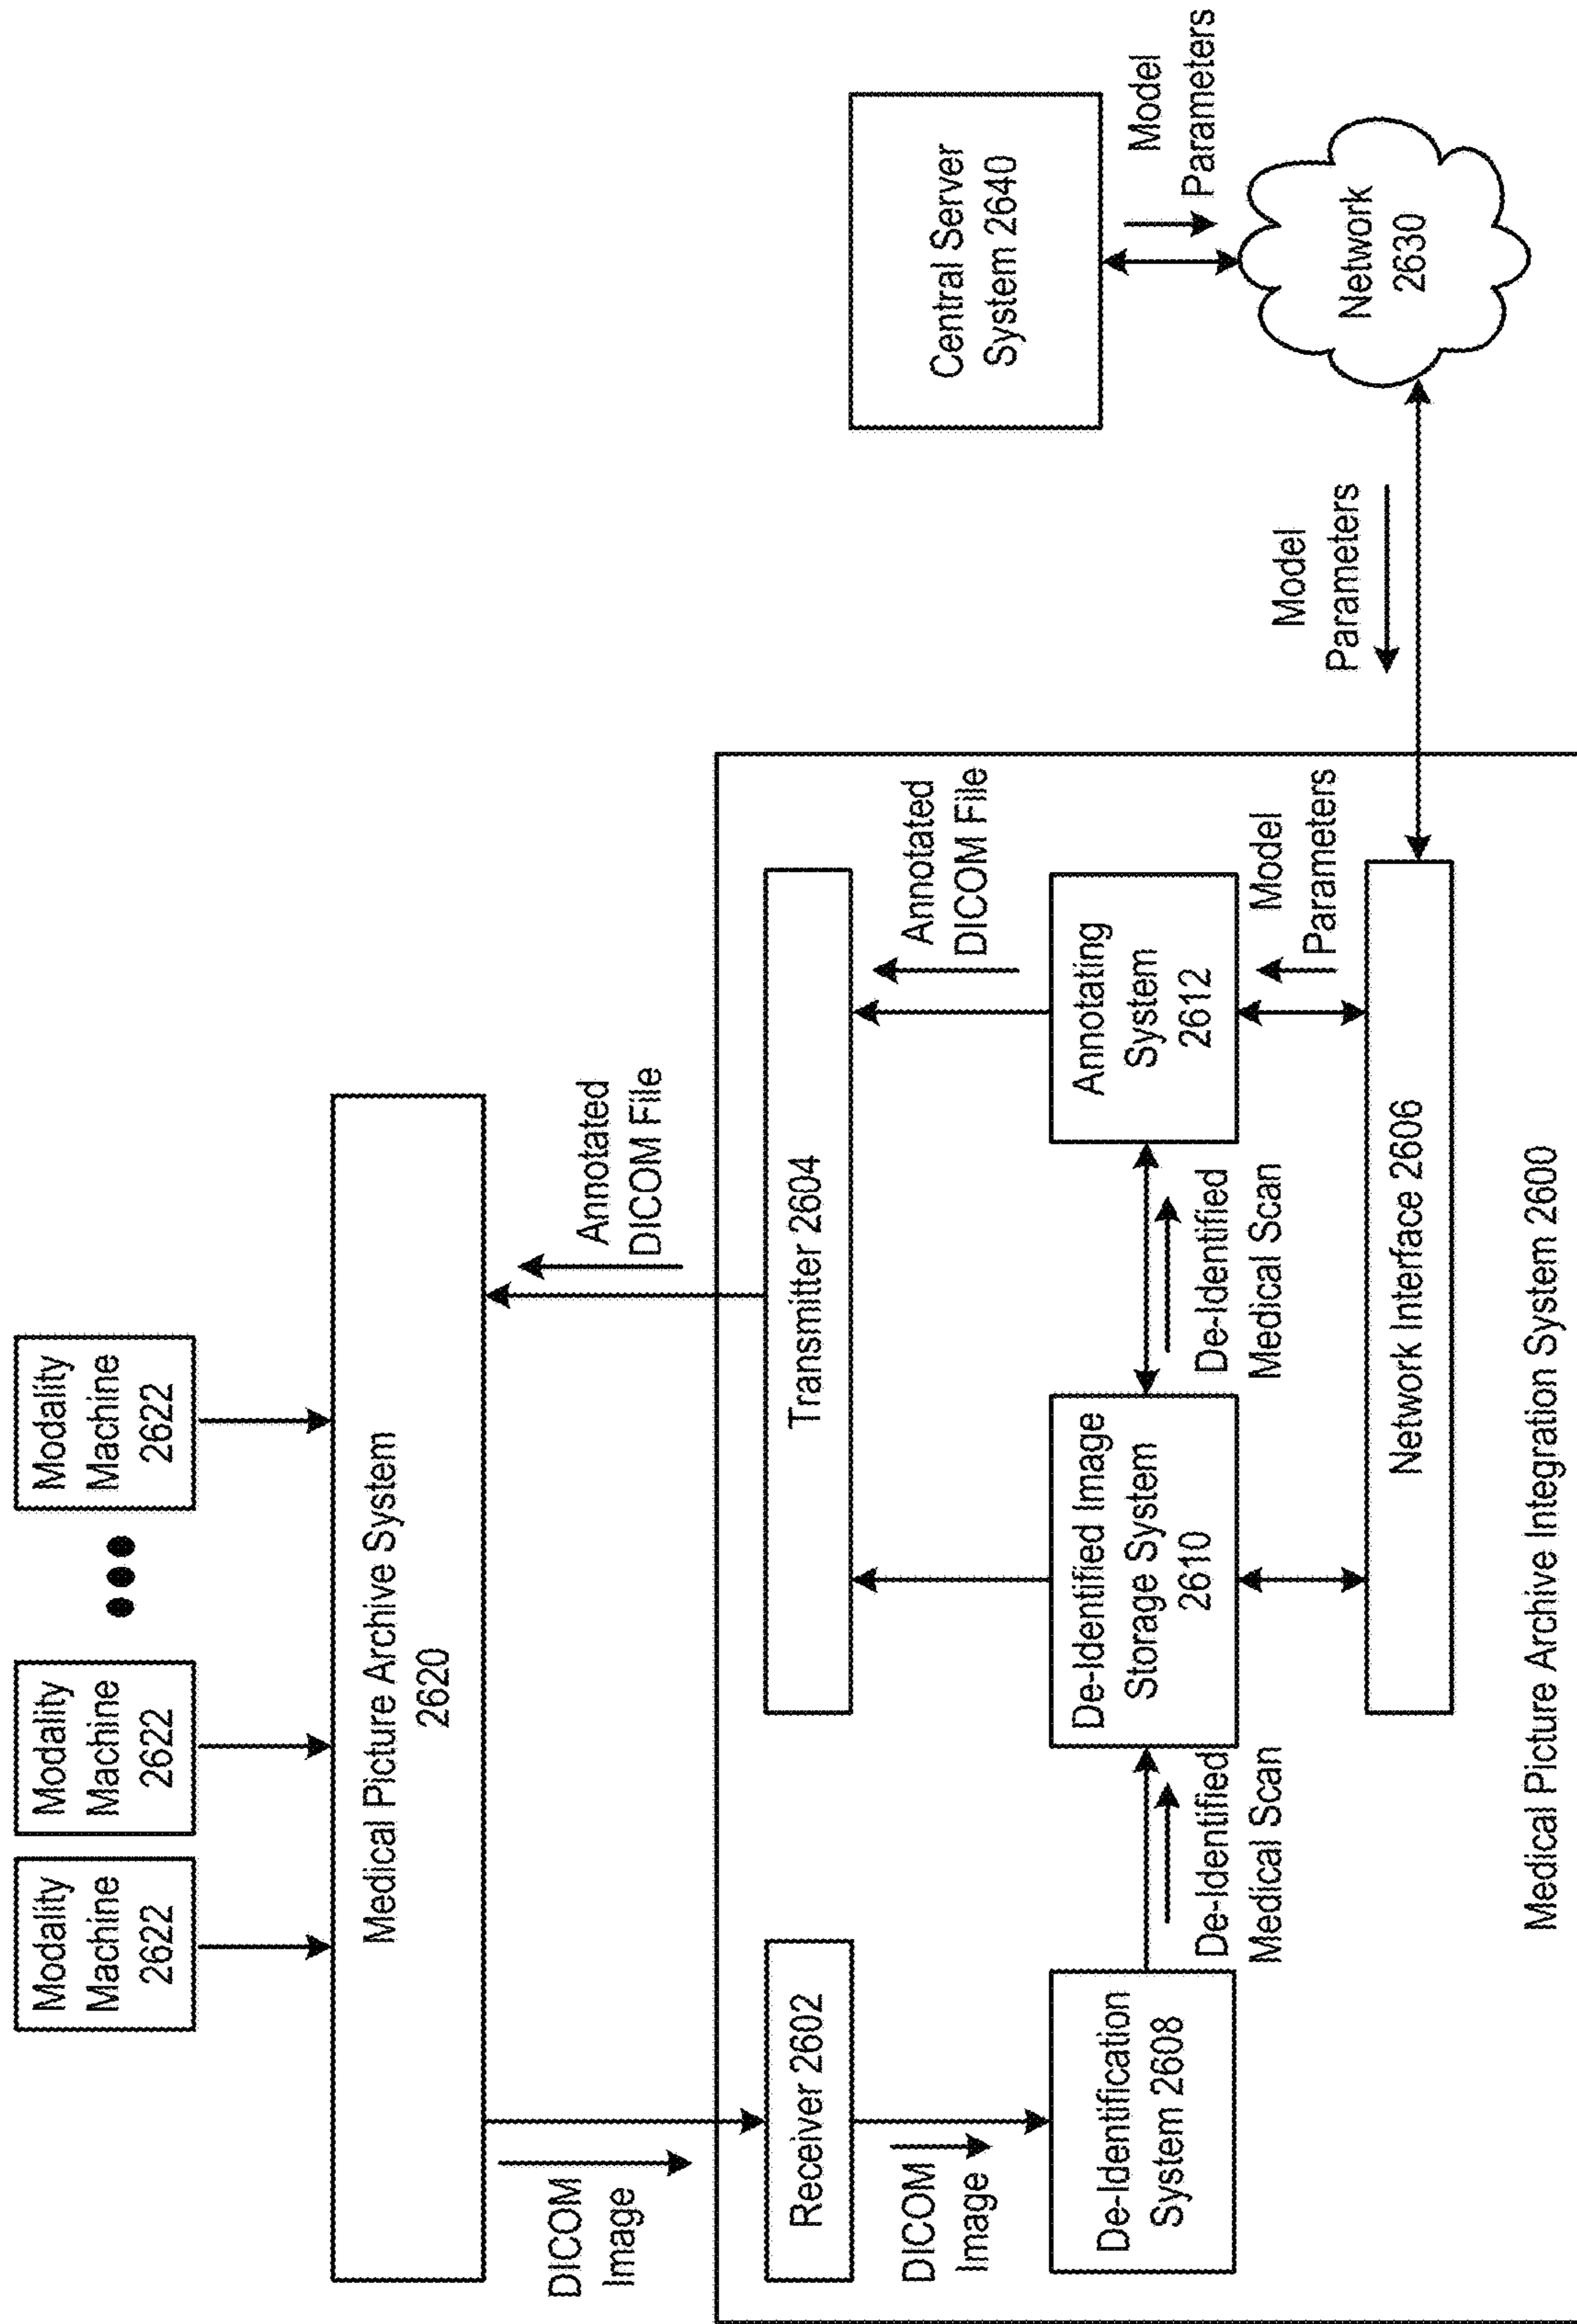 Modality
Machine
2622
Modality
Machine
2622
Modality
Machine
2622
Medical Picture Archive System
2620
DICOM
Image
Annotated
DICOM File
Receiver 2602
Transmitter 2604
DICOM
Image
Annotated
DICOM File
De-Identification
System 2608
De-Identified
Medical Scan
De-Identified Image
Storage System
2610
De-Identified
Medical Scan
Annotating
System
2612
Model
Parameters
Network Interface 2606
Medical Picture Archive Integration System 2600
Model
Parameters
Central Server
System 2640
Model
Parameters
Network
2630